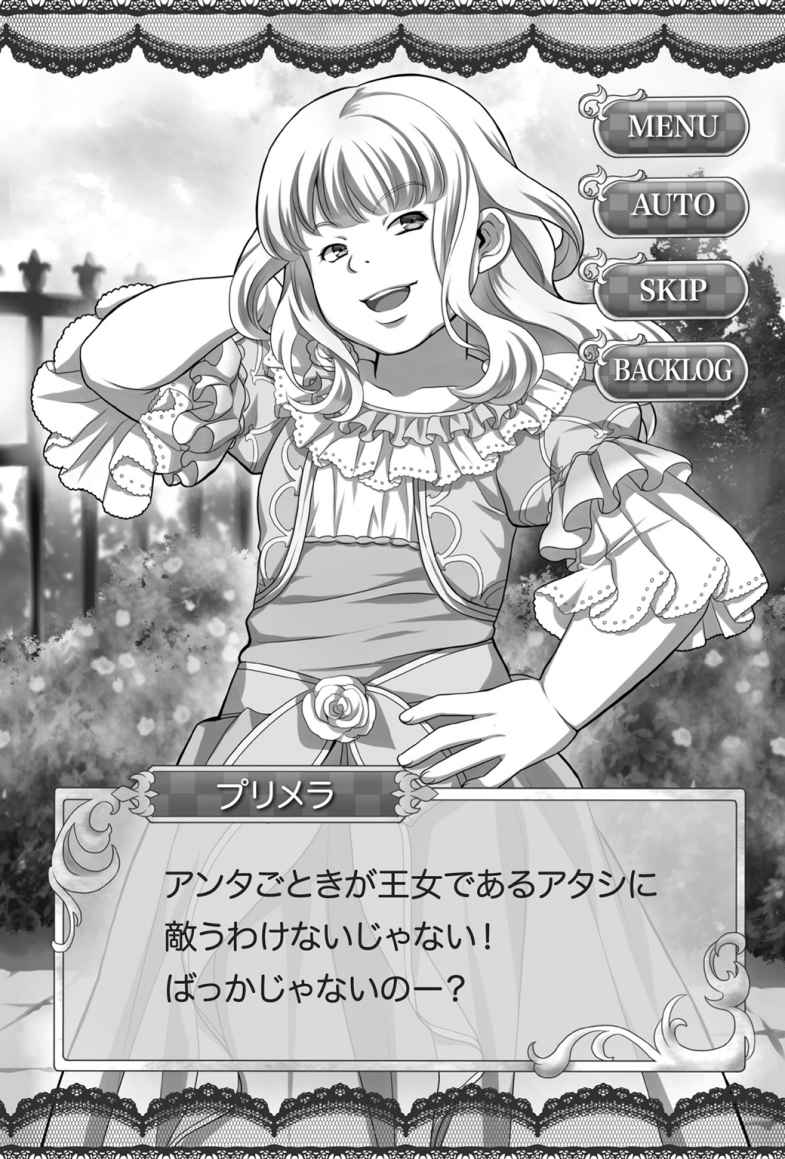 MENU
AUTO
SKIP
BACKLOG
プリメラ
アンタごときが王女であるアタシに
敵うわけないじゃない！
ばっかじゃないのー？